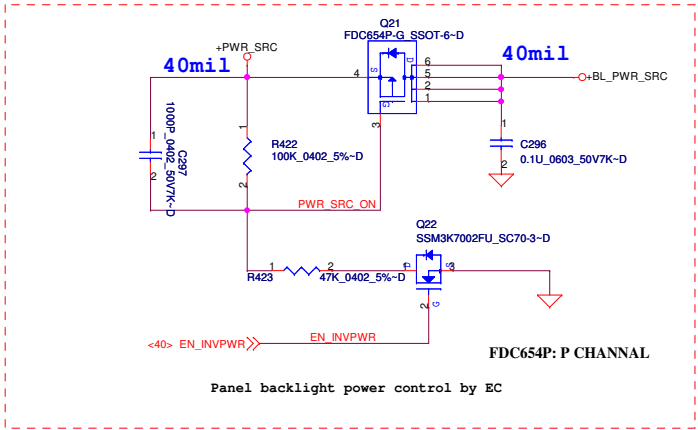 Q21
FDC654P-G_SSOT-6~D
+PWR_SRC
40mil
40mil
4
S
D
G
6
5
2
1
+BL_PWR_SRC
3
1
2
C297
1000P_0402_50V7K~D
1
2
R422
100K_0402_5%~D
1
2
C296
0.1U_0603_50V7K~D
PWR_SRC_ON
Q22
SSM3K7002FU_SC70-3~D
R423
1
2
47K_0402_5%~D
1
D
S
3
2
G
<40> EN_INVPWR
EN_INVPWR
FDC654P: P CHANNAL
Panel backlight power control by EC